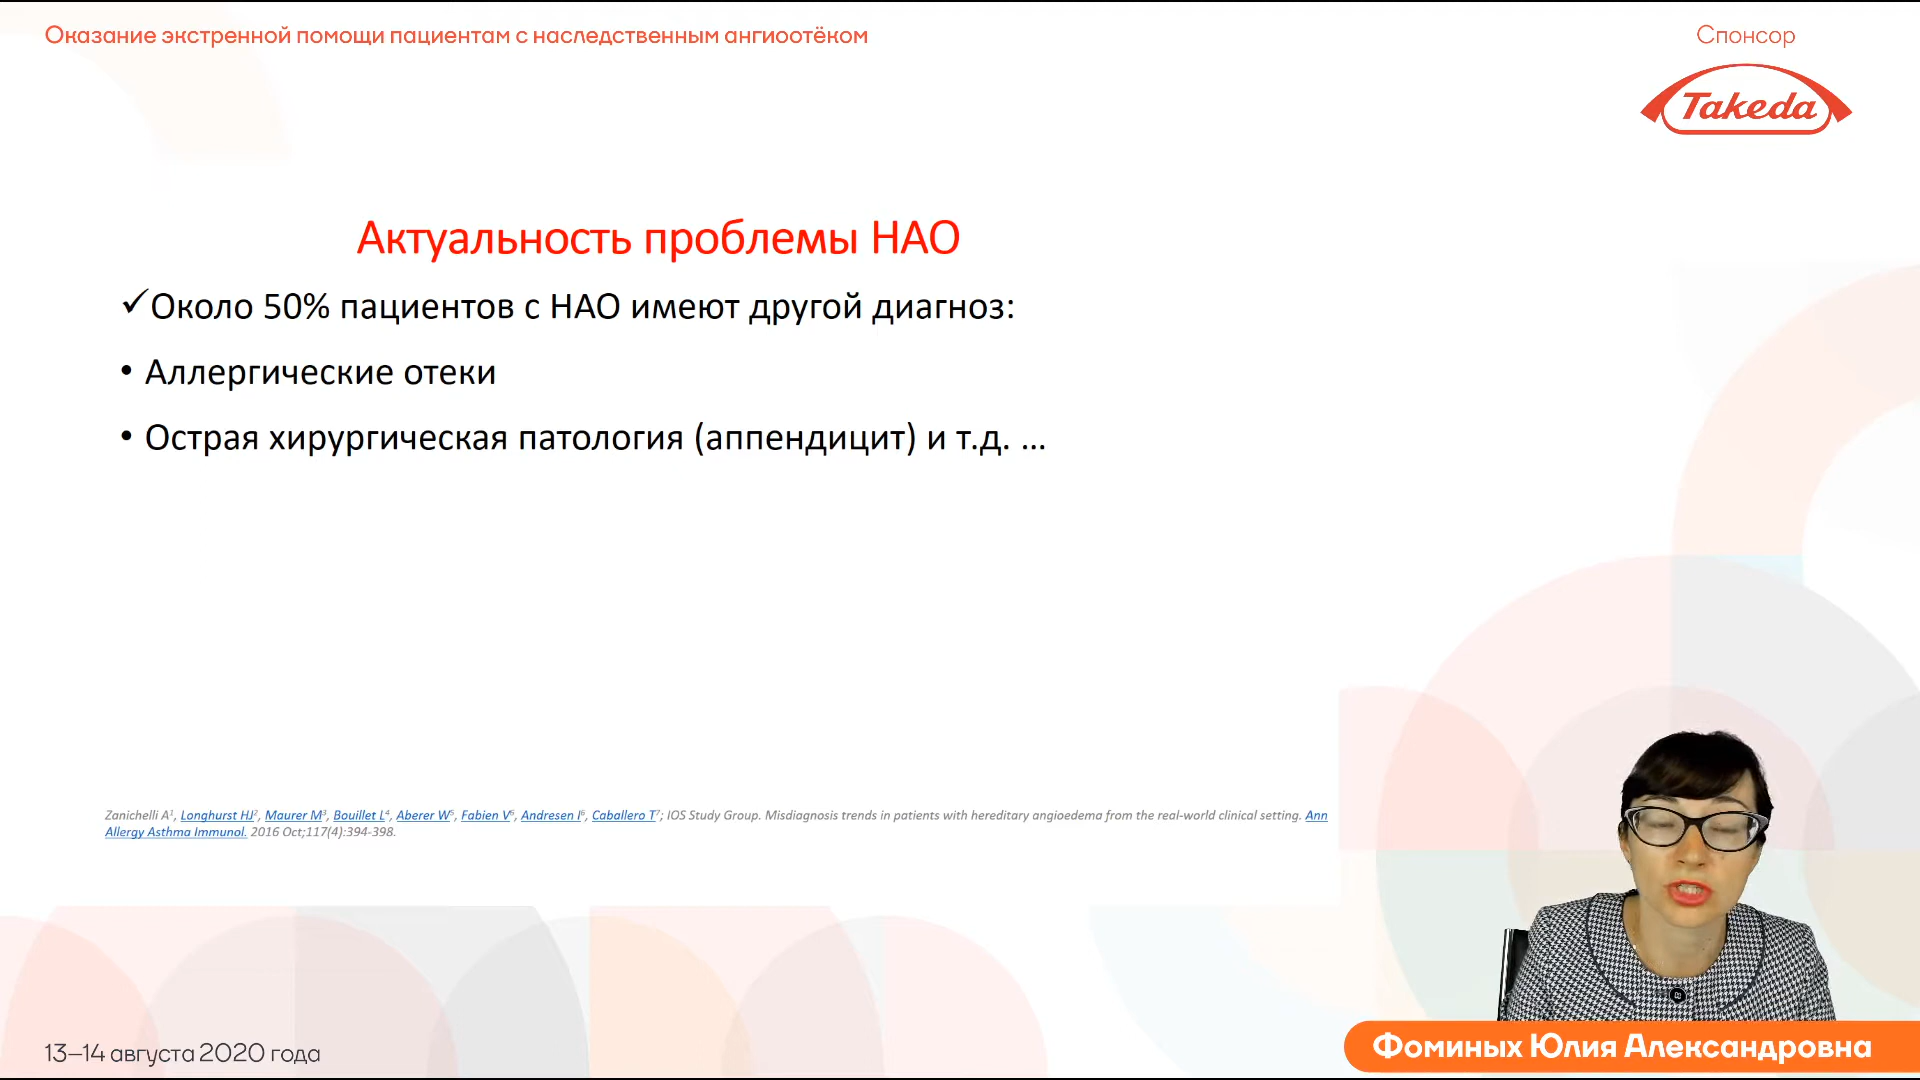 Оказание экстренной помощи пациентам с наследственным ангиоотёком
Спонсор
Takeda
Актуальность проблемы НАО
✓Около 50% пациентов с НАО имеют другой диагноз:
• Аллергические отеки
• Острая хирургическая патология (аппендицит) и т.д. ...
Zanichelli A¹, Longhurst HJ², Maurer M³, Bouillet L⁴, Aberer W⁵, Fabien V⁶, Andresen I⁶, Caballero T⁷; IOS Study Group. Misdiagnosis trends in patients with hereditary angioedema from the real-world clinical setting. Ann
Allergy Asthma Immunol. 2016 Oct;117(4):394-398.
13–14 августа 2020 года
Фоминых Юлия Александровна